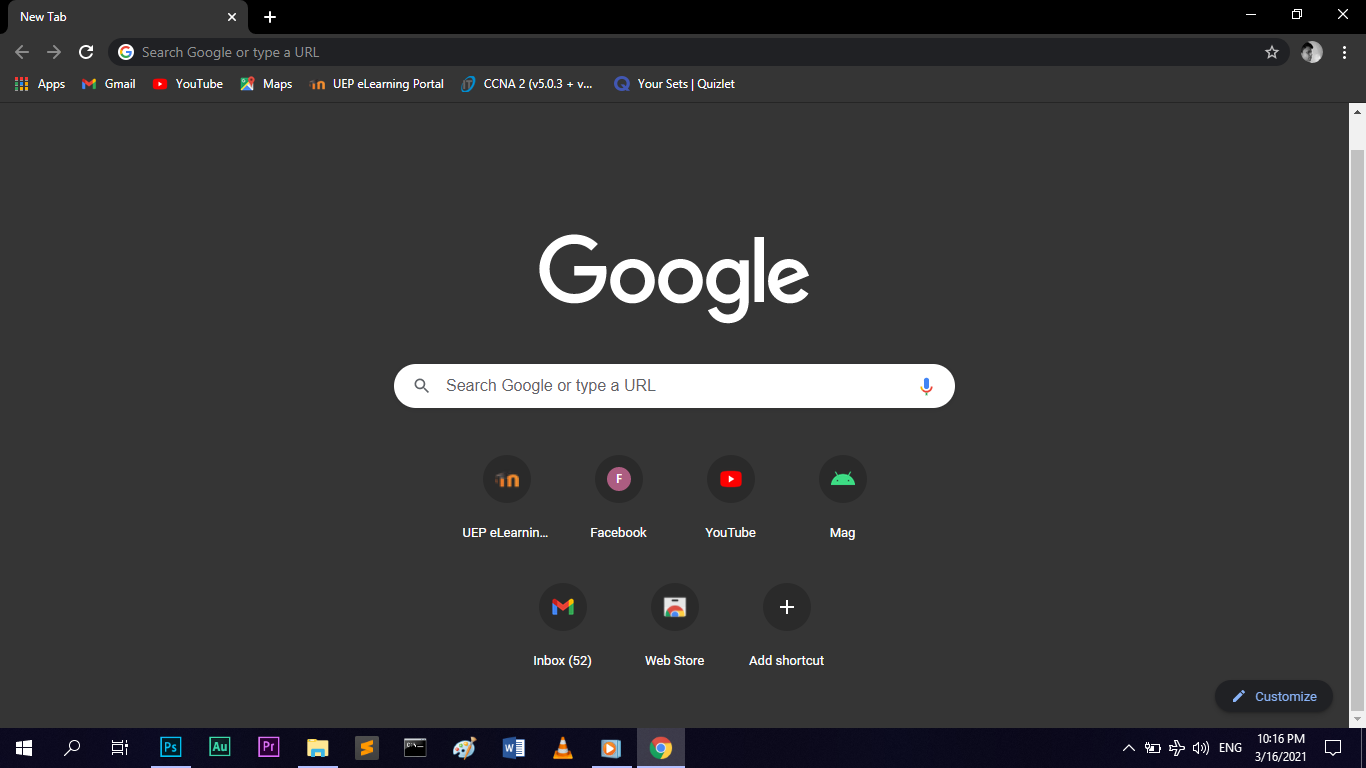 New Tab
Search Google or type a URL
Apps Gmail YouTube Maps UEP eLearning Portal CCNA 2 (v5.0.3 + v... Your Sets | Quizlet
Google
Search Google or type a URL
UEP eLearnin... Facebook YouTube Mag
F
Inbox (52) Web Store Add shortcut
Customize
Ps Au Pr
ENG
10:16 PM
3/16/2021